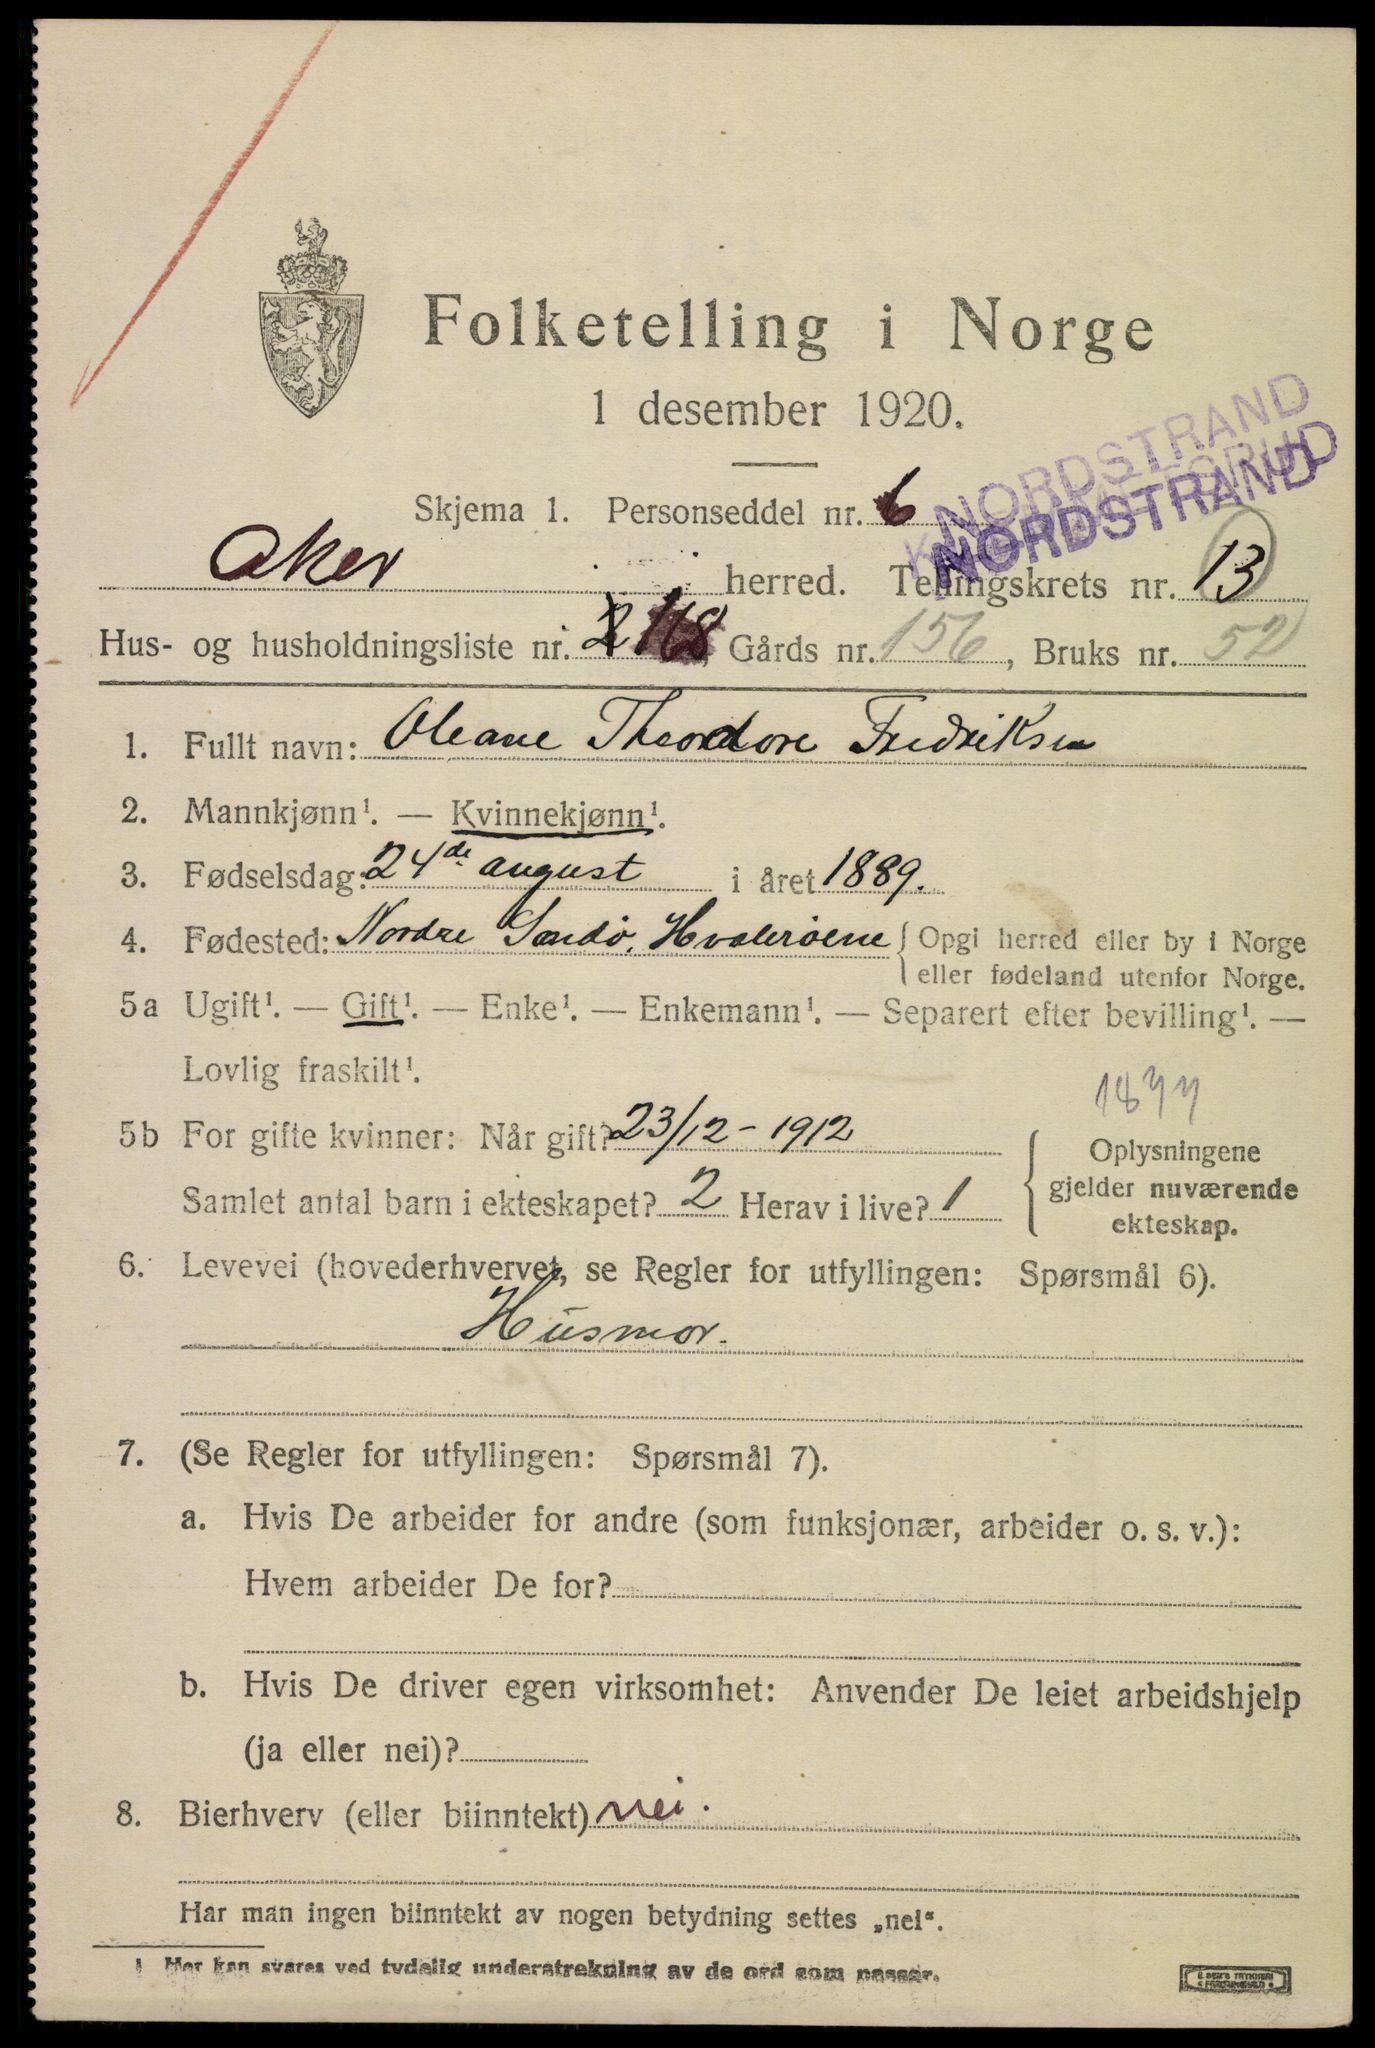 Folketelling i Norge
1 desember 1920.
NORDSTRAND
NORDSTRAND
Skjema 1. Personseddel nr. 6
Aker herred. Tellingskrets nr. 13
Hus- og husholdningsliste nr. 2 118, Gårds nr. 156, Bruks nr. 52
1. Fullt navn: Oleane Theodore Fredriksen
2. Mannkjønn¹. — Kvinnekjønn¹.
3. Fødselsdag: 24de august i året 1889.
4. Fødested: Nordre Sandö, Hvalerøene { Opgi herred eller by i Norge
eller fødeland utenfor Norge.
5a Ugift¹. — Gift¹. — Enke¹. — Enkemann¹. — Separert efter bevilling¹. —
Lovlig fraskilt¹.
5b For gifte kvinner: Når gift? 23/12 - 1912
Samlet antal barn i ekteskapet? 2 Herav i live? 1
{ Oplysningene
gjelder nuværende
ekteskap.
6. Levevei (hovederhvervet, se Regler for utfyllingen: Spørsmål 6).
Husmor.
7. (Se Regler for utfyllingen: Spørsmål 7).
a. Hvis De arbeider for andre (som funksjonær, arbeider o. s. v.):
Hvem arbeider De for?
b. Hvis De driver egen virksomhet: Anvender De leiet arbeidshjelp
(ja eller nei)?
8. Bierhverv (eller biinntekt) nei.
Har man ingen biinntekt av nogen betydning settes „nei“.
1 Her kan svares ved tydelig understrekning av de ord som passer.